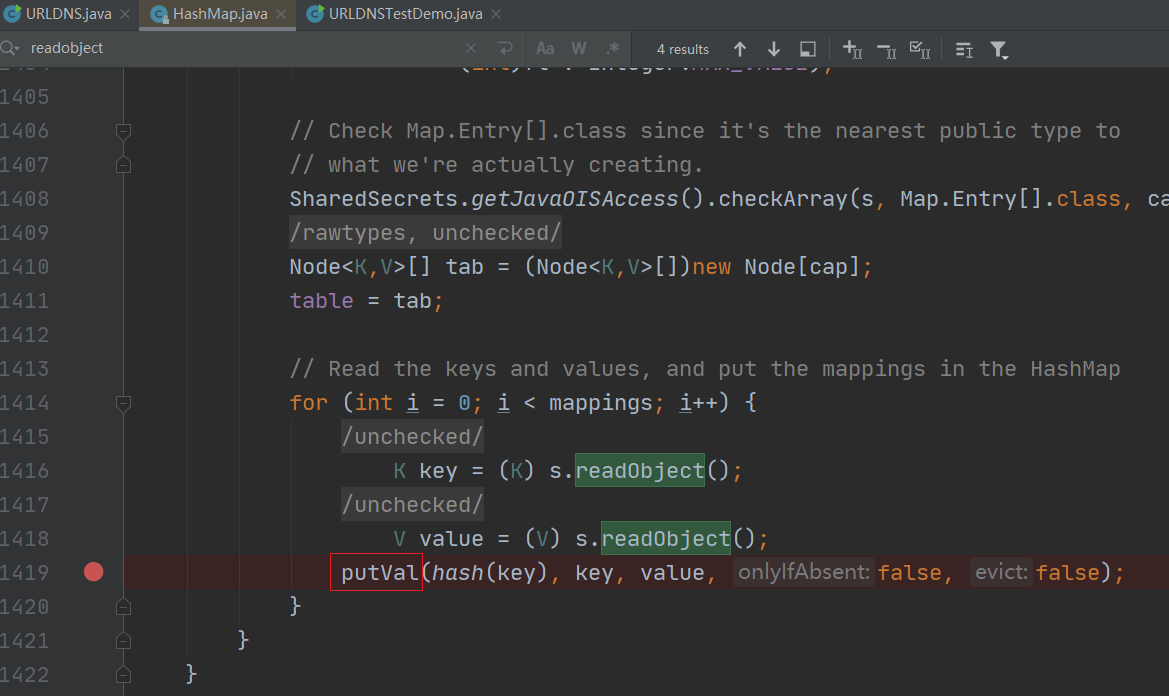 URLDNS.java HashMap.java URLDNSTestDemo.java
readobject Aa W .* 4 results
1405
1406 // Check Map.Entry[].class since it's the nearest public type to
1407 // what we're actually creating.
1408 SharedSecrets.getJavaOISAccess().checkArray(s, Map.Entry[].class, ca
1409 /rawtypes, unchecked/
1410 Node<K,V>[] tab = (Node<K,V>[])new Node[cap];
1411 table = tab;
1412
1413 // Read the keys and values, and put the mappings in the HashMap
1414 for (int i = 0; i < mappings; i++) {
1415 /unchecked/
1416 K key = (K) s.readObject();
1417 /unchecked/
1418 V value = (V) s.readObject();
1419 putVal(hash(key), key, value, onlyIfAbsent: false, evict: false);
1420 }
1421 }
1422 }